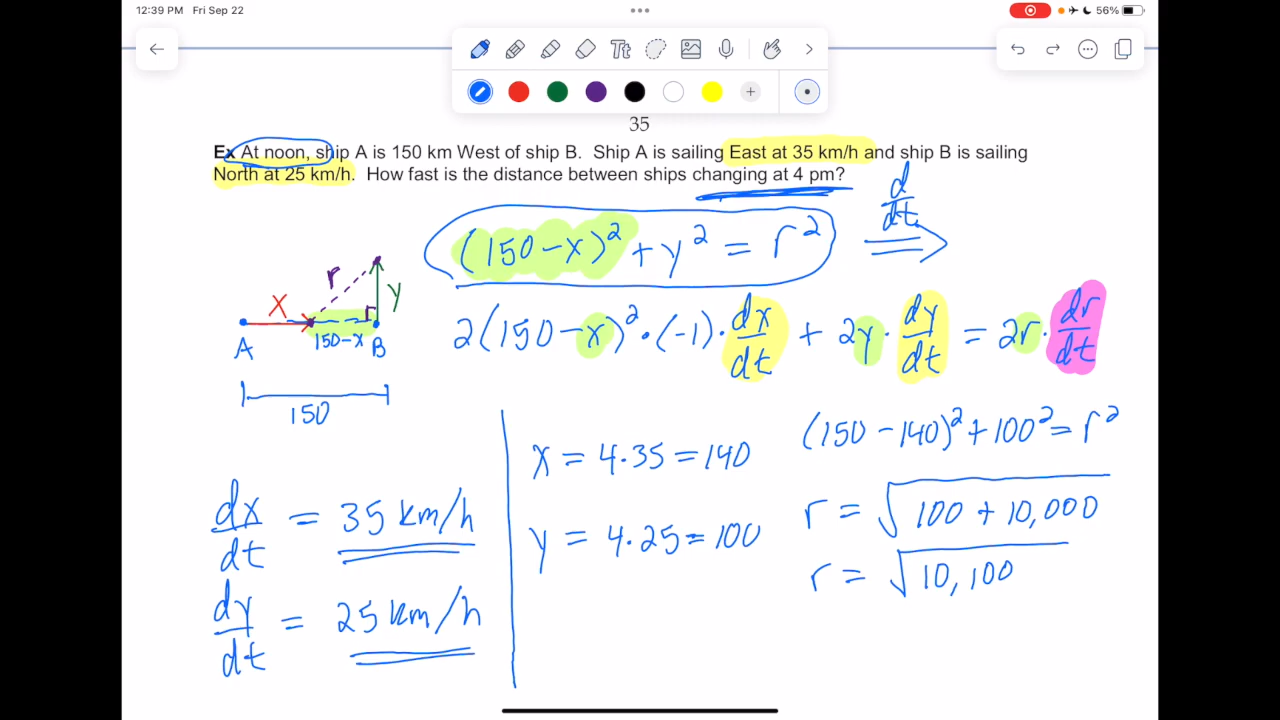 12:39 PM Fri Sep 22
56%
Tt
35
Ex At noon, ship A is 150 km West of ship B. Ship A is sailing East at 35 km/h and ship B is sailing
North at 25 km/h. How fast is the distance between ships changing at 4 pm?
d/dt
(150-x)² + y² = r²
r
X
y
A
150-x
B
150
2(150-x)²·(-1)·dx/dt + 2y·dy/dt = 2r·dr/dt
dx/dt = 35 km/h
dy/dt = 25 km/h
x = 4·35 = 140
y = 4·25 = 100
(150-140)² + 100² = r²
r = √100 + 10,000
r = √10,100